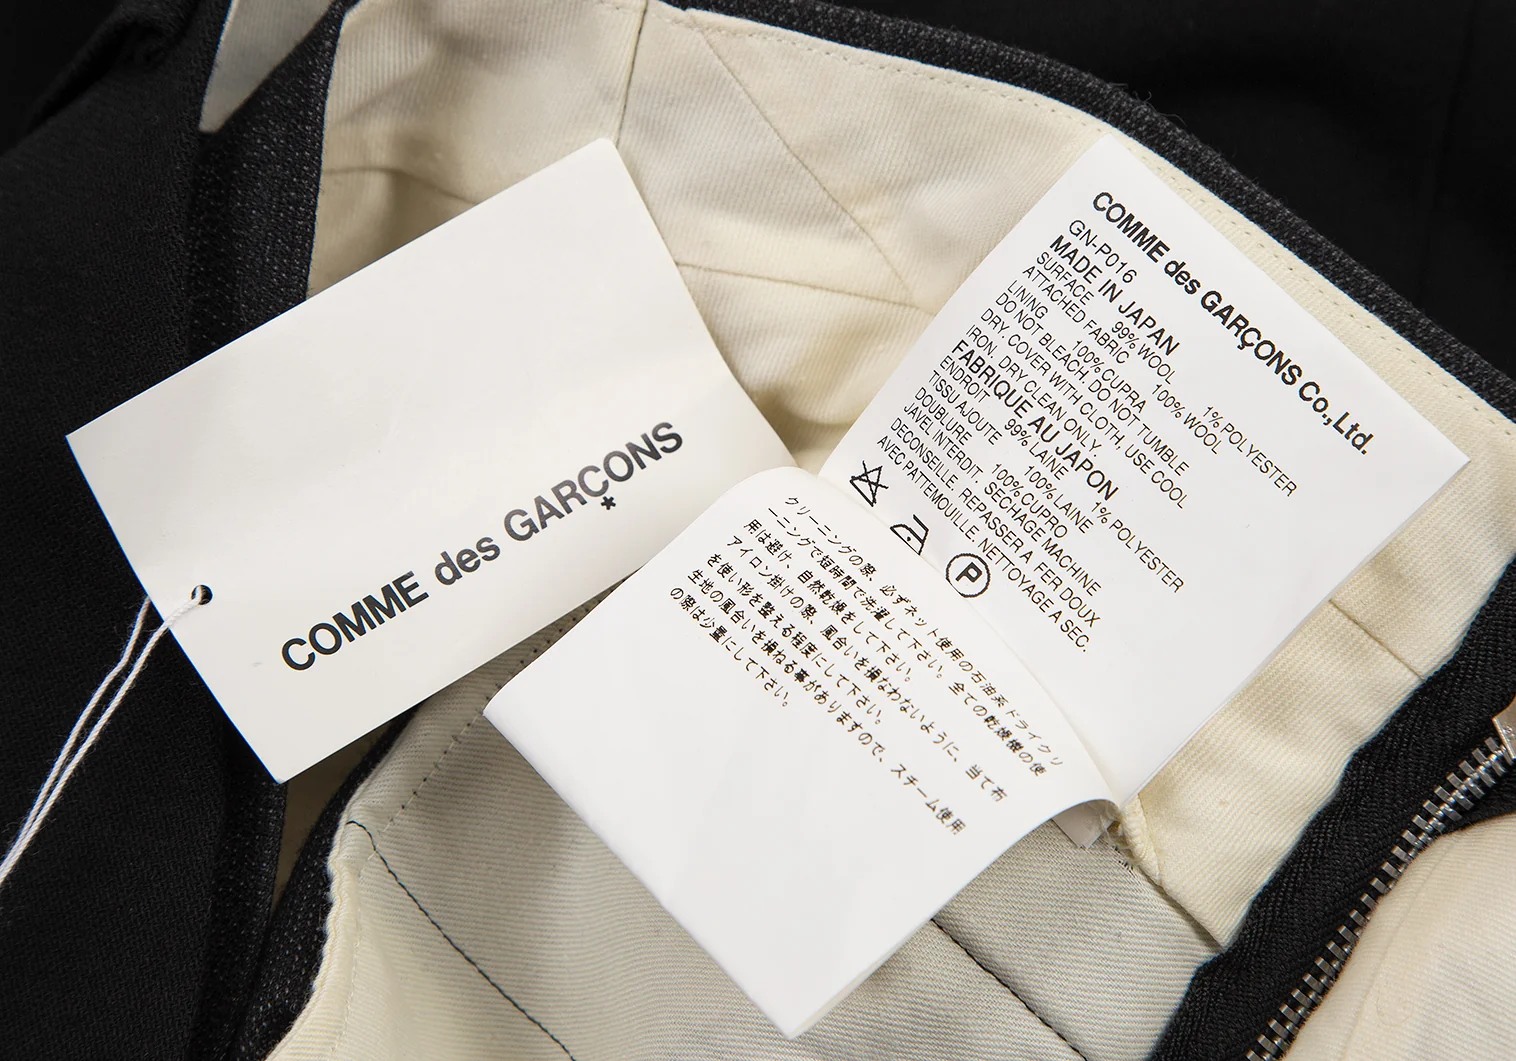 COMME des GARÇONS
*
COMME des GARÇONS Co.,Ltd.
GN-P016
MADE IN JAPAN
SURFACE 99% WOOL 1% POLYESTER
ATTACHED FABRIC 100% WOOL
LINING 100% CUPRA
DO NOT BLEACH, DO NOT TUMBLE
DRY, COVER WITH CLOTH, USE COOL
IRON. DRY CLEAN ONLY.
FABRIQUE AU JAPON
ENDROIT 99% LAINE 1% POLYESTER
TISSU AJOUTE 100% LAINE
DOUBLURE 100% CUPRO
JAVEL INTERDIT. SECHAGE MACHINE
DECONSEILLE. REPASSER A FER DOUX
AVEC PATTEMOUILLE. NETTOYAGE A SEC.
P
クリーニングの際、必ずネット使用の石油系ドライクリ
ーニングで短時間で洗濯して下さい。全ての乾燥機の使
用は避け、自然乾燥をして下さい。
アイロン掛けの際、風合いを損なわないように、当て布
を使い形を整える程度にして下さい。
生地の風合いを損ねる事がありますので、スチーム使用
の際は少量にして下さい。